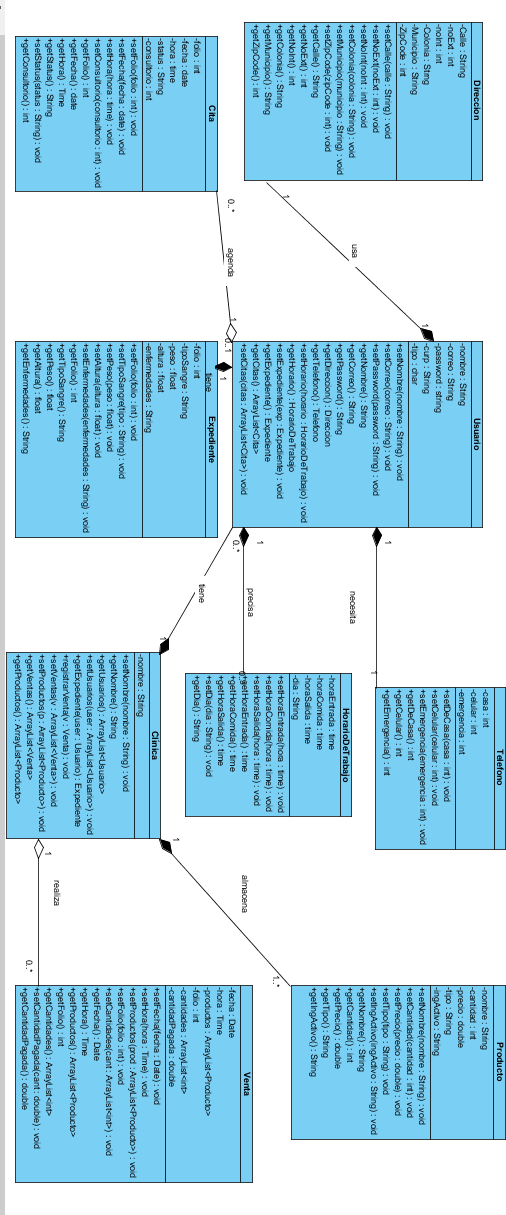 Direccion
-Calle : String
-noExt : int
-noInt : int
-Colonia : String
-Municipio : String
-ZipCode : int
+setCalle(calle : String) : void
+setNoExt(noExt : int) : void
+setNoInt(noInt : int) : void
+setColonia(colonia : String) : void
+setMunicipio(municipio : String) : void
+setZipCode(zipCode : int) : void
+getCalle() : String
+getNoExt() : int
+getNoInt() : int
+getColonia() : String
+getMunicipio() : String
+getZipCode() : int
Cita
-folio : int
-fecha : date
-hora : time
-status : String
-consultorio : int
+setFolio(folio : int) : void
+setFecha(fecha : date) : void
+setHora(hora : time) : void
+setConsultorio(consultorio : int) : void
+getFolio() : int
+getFecha() : date
+getHora() : Time
+getStatus() : String
+setStatus(status : String) : void
+getConsultorio() : int
1
usa
1
0..*
agenda
1
Usuario
-nombre : String
-correo : String
-password : string
-curp : String
-tipo : char
+setNombre(nombre : String) : void
+setCorreo(correo : String) : void
+setPassword(password : String) : void
+getNombre() : String
+getCorreo() : String
+getPassword() : String
+getDireccion() : Direccion
+getTelefono() : Telefono
+setHorario(horario : HorarioDeTrabajo) : void
+getHorario() : HorarioDeTrabajo
+setExpediente(exp : Expediente) : void
+getExpediente() : Expediente
+getCitas() : ArrayList<Cita>
+setCitas(citas : ArrayList<Cita>) : void
0..1
tiene
1
Expediente
-folio : int
-tipoSangre : String
-peso : float
-altura : float
-enfermedades : String
+setFolio(folio : int) : void
+setTipoSangre(tipo : String) : void
+setPeso(peso : float) : void
+setAltura(altura : float) : void
+setEnfermedades(enfermedades : String) : void
+getFolio() : int
+getTipoSangre() : String
+getPeso() : float
+getAltura() : float
+getEnfermedades() : String
1
necesita
1
1
precisa
0..*
tiene
1
Telefono
-casa : int
-celular : int
-emergencia : int
+setDeCasa(casa : int) : void
+setCelular(celular : int) : void
+setEmergencia(emergencia : int) : void
+getDeCasa() : int
+getCelular() : int
+getEmergencia() : int
HorarioDeTrabajo
-horaEntrada : time
-horaComida : time
-horaSalida : time
-dia : String
+setHoraEntrada(hora : time) : void
+setHoraComida(hora : time) : void
+setHoraSalida(hora : time) : void
+getHoraEntrada() : time
+getHoraComida() : time
+getHoraSalida() : time
+setDia(dia : String) : void
+getDia() : String
Clinica
-nombre : String
+setNombre(nombre : String) : void
+getNombre() : String
+getUsuarios() : ArrayList<Usuario>
+setUsuarios(user : ArrayList<Usuario>) : void
+getExpediente(user : Usuario) : Expediente
+registrarVenta(v : Venta) : void
+setVentas(v : ArrayList<Venta>) : void
+setProductos(p : ArrayList<Producto>) : void
+getVentas() : ArrayList<Venta>
+getProductos() : ArrayList<Producto>
1
almacena
1..*
1
realiza
0..*
Producto
-nombre : String
-cantidad : int
-precio : double
-tipo : String
-ingActivo : String
+setNombre(nombre : String) : void
+setCantidad(cantidad : int) : void
+setPrecio(precio : double) : void
+setTipo(tipo : String) : void
+setIngActivo(ingActivo : String) : void
+getNombre() : String
+getCantidad() : int
+getPrecio() : double
+getTipo() : String
+getIngActivo() : String
Venta
-fecha : Date
-hora : Time
-productos : ArrayList<Producto>
-folio : int
-cantidades : ArrayList<int>
-cantidadPagada : double
+setFecha(fecha : Date) : void
+setHora(hora : Time) : void
+setProductos(prod : ArrayList<Producto>) : void
+setFolio(folio : int) : void
+setCantidades(cant : ArrayList<int>) : void
+getFecha() : Date
+getHora() : Time
+getProductos() : ArrayList<Producto>
+getFolio() : int
+getCantidades() : ArrayList<int>
+setCantidadPagada(cant : double) : void
+getCantidadPagada() : double